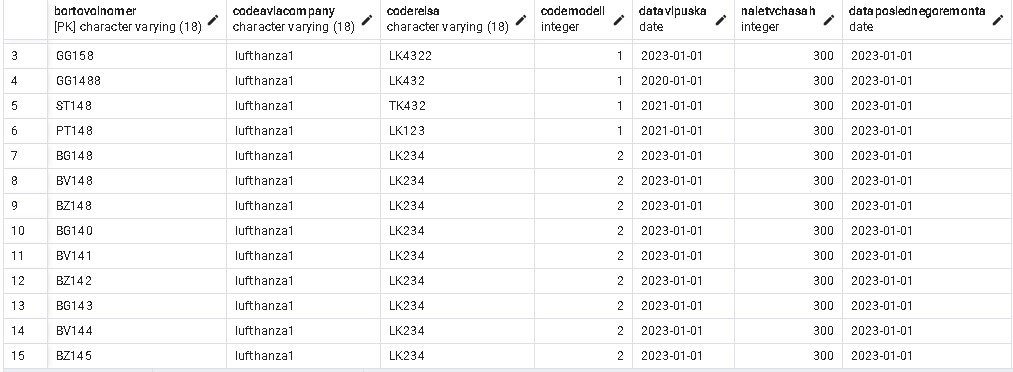 bortovoinomer codeaviacompany codereisa codemodeli datavipuska naletvchasah dataposlednegoremonta
[PK] character varying (18) character varying (18) character varying (18) integer date integer date
3 GG158 lufthanza1 LK4322 1 2023-01-01 300 2023-01-01
4 GG1488 lufthanza1 LK432 1 2020-01-01 300 2023-01-01
5 ST148 lufthanza1 TK432 1 2021-01-01 300 2023-01-01
6 PT148 lufthanza1 LK123 1 2021-01-01 300 2023-01-01
7 BG148 lufthanza1 LK234 2 2023-01-01 300 2023-01-01
8 BV148 lufthanza1 LK234 2 2023-01-01 300 2023-01-01
9 BZ148 lufthanza1 LK234 2 2023-01-01 300 2023-01-01
10 BG140 lufthanza1 LK234 2 2023-01-01 300 2023-01-01
11 BV141 lufthanza1 LK234 2 2023-01-01 300 2023-01-01
12 BZ142 lufthanza1 LK234 2 2023-01-01 300 2023-01-01
13 BG143 lufthanza1 LK234 2 2023-01-01 300 2023-01-01
14 BV144 lufthanza1 LK234 2 2023-01-01 300 2023-01-01
15 BZ145 lufthanza1 LK234 2 2023-01-01 300 2023-01-01